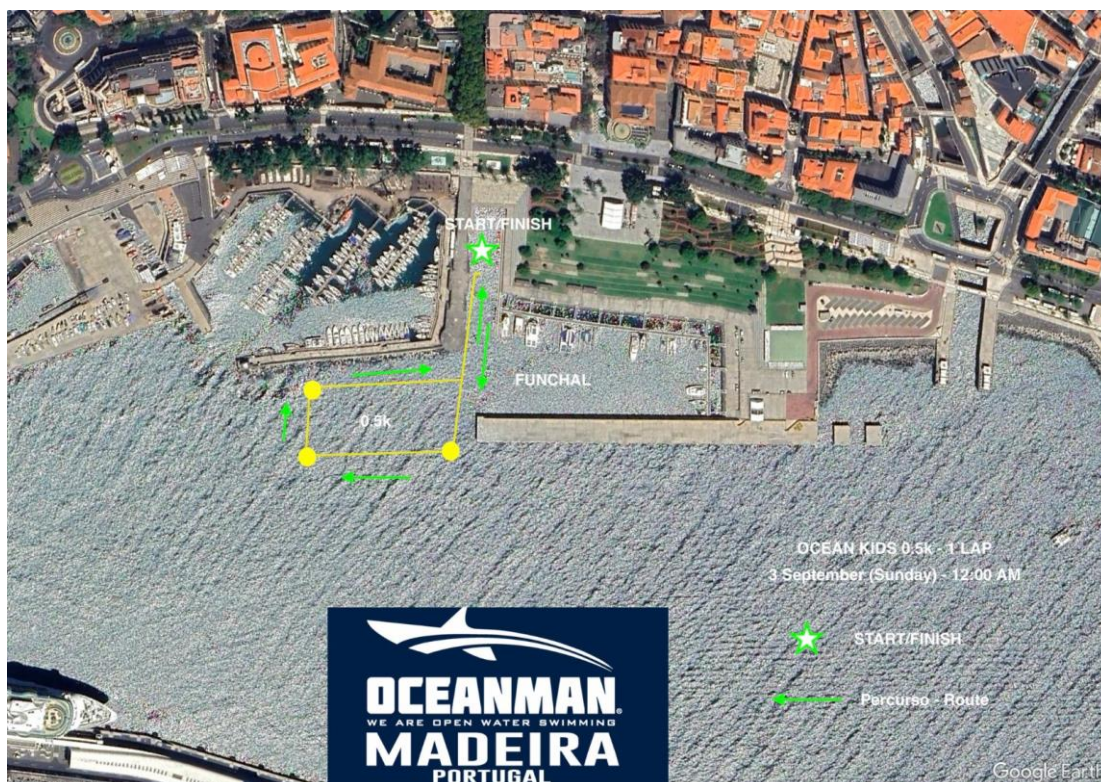 START/FINISH
FUNCHAL
0.5k
OCEAN KIDS 0.5k - 1 LAP
3 September (Sunday) - 12:00 AM
START/FINISH
Percurso - Route
OCEANMAN®
WE ARE OPEN WATER SWIMMING
MADEIRA
PORTUGAL
Google Earth